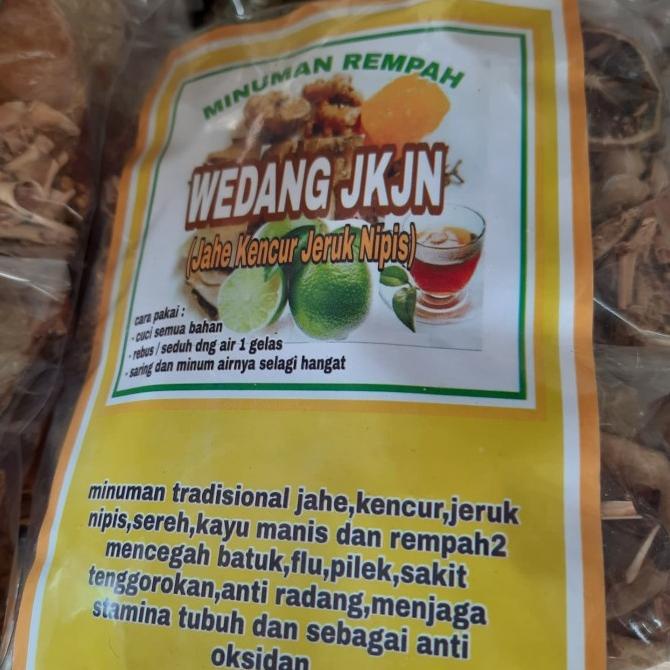 MINUMAN REMPAH
WEDANG JKJN
(Jahe Kencur Jeruk Nipis)
cara pakai :
- cuci semua bahan
- rebus / seduh dng air 1 gelas
- saring dan minum airnya selagi hangat
minuman tradisional jahe,kencur,jeruk
nipis,sereh,kayu manis dan rempah2
mencegah batuk,flu,pilek,sakit
tenggorokan,anti radang,menjaga
stamina tubuh dan sebagai anti
oksidan